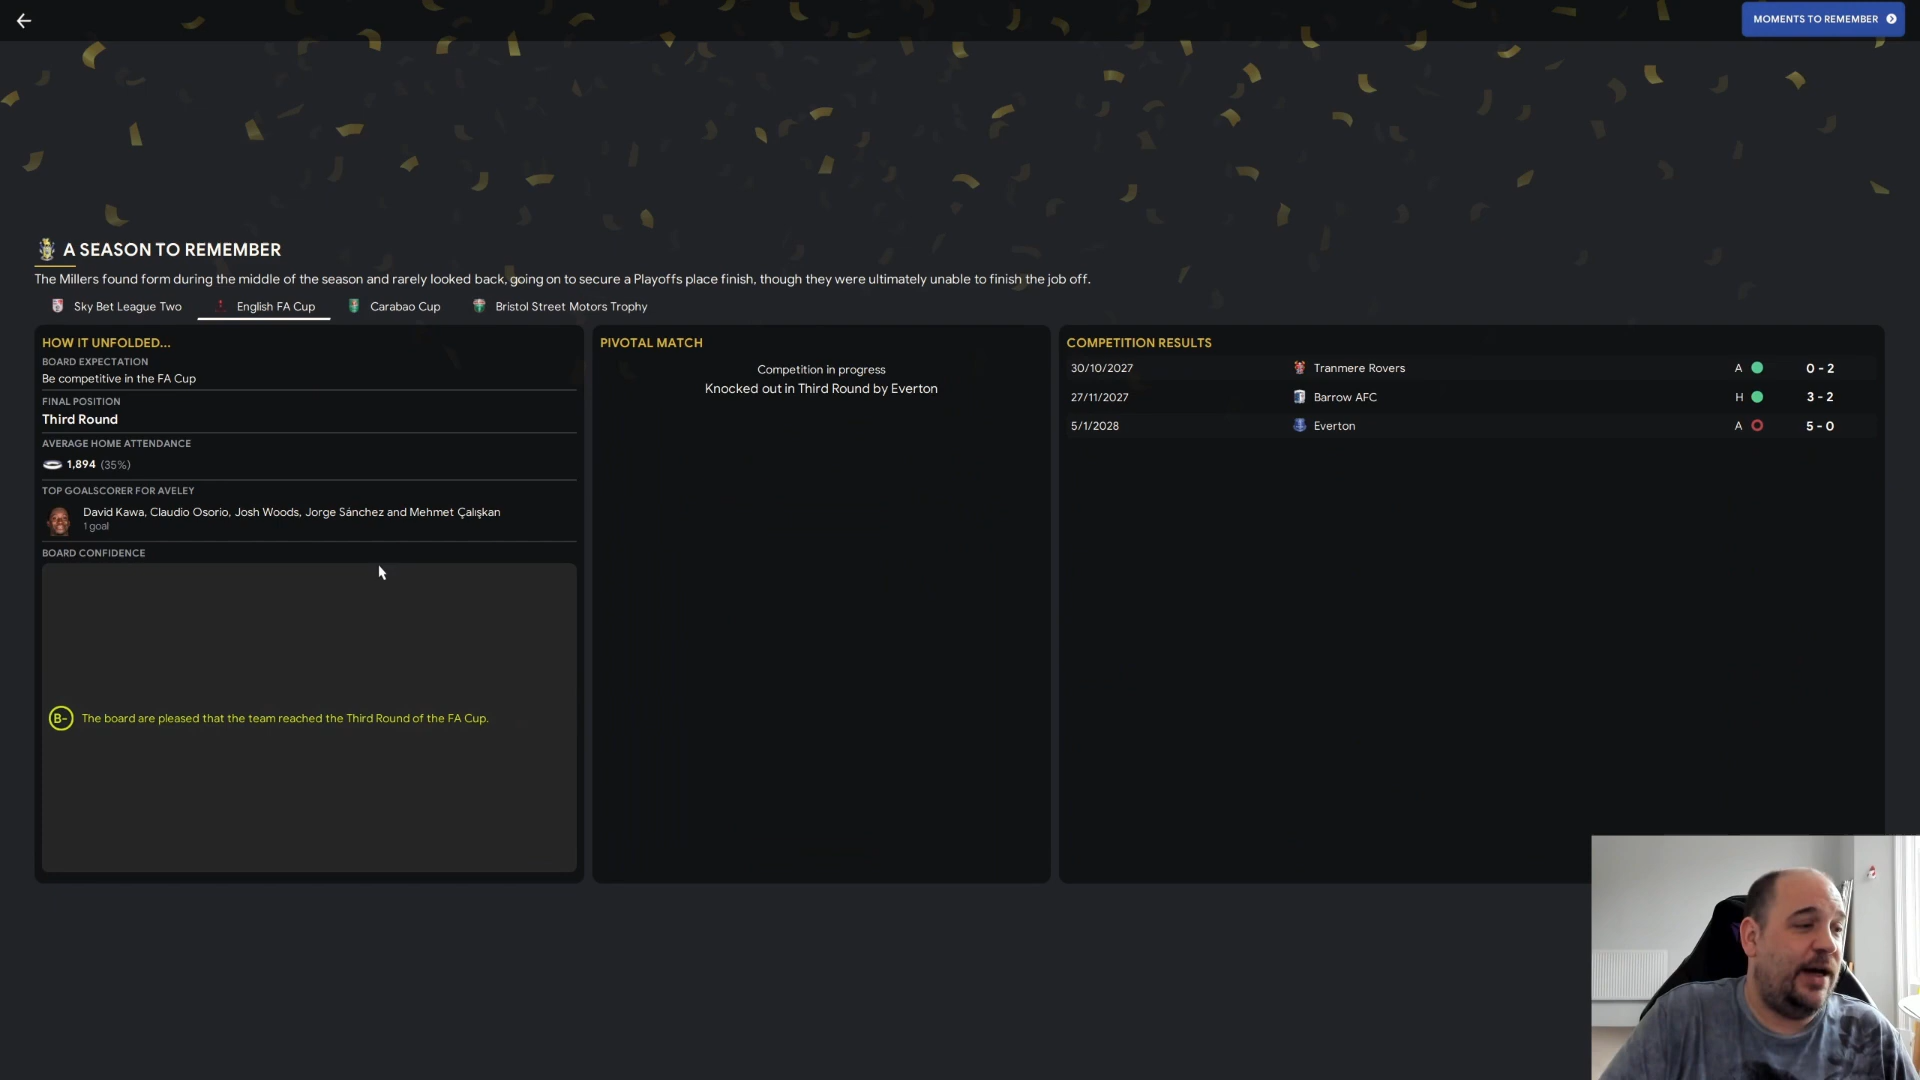 MOMENTS TO REMEMBER
A SEASON TO REMEMBER
The Millers found form during the middle of the season and rarely looked back, going on to secure a Playoffs place finish, though they were ultimately unable to finish the job off.
Sky Bet League Two English FA Cup Carabao Cup Bristol Street Motors Trophy
HOW IT UNFOLDED...
BOARD EXPECTATION
Be competitive in the FA Cup
FINAL POSITION
Third Round
AVERAGE HOME ATTENDANCE
1,894 (35%)
TOP GOALSCORER FOR AVELEY
David Kawa, Claudio Osorio, Josh Woods, Jorge Sánchez and Mehmet Çalışkan
1 goal
BOARD CONFIDENCE
B- The board are pleased that the team reached the Third Round of the FA Cup.
PIVOTAL MATCH
Competition in progress
Knocked out in Third Round by Everton
COMPETITION RESULTS
30/10/2027 Tranmere Rovers A 0 - 2
27/11/2027 Barrow AFC H 3 - 2
5/1/2028 Everton A 5 - 0